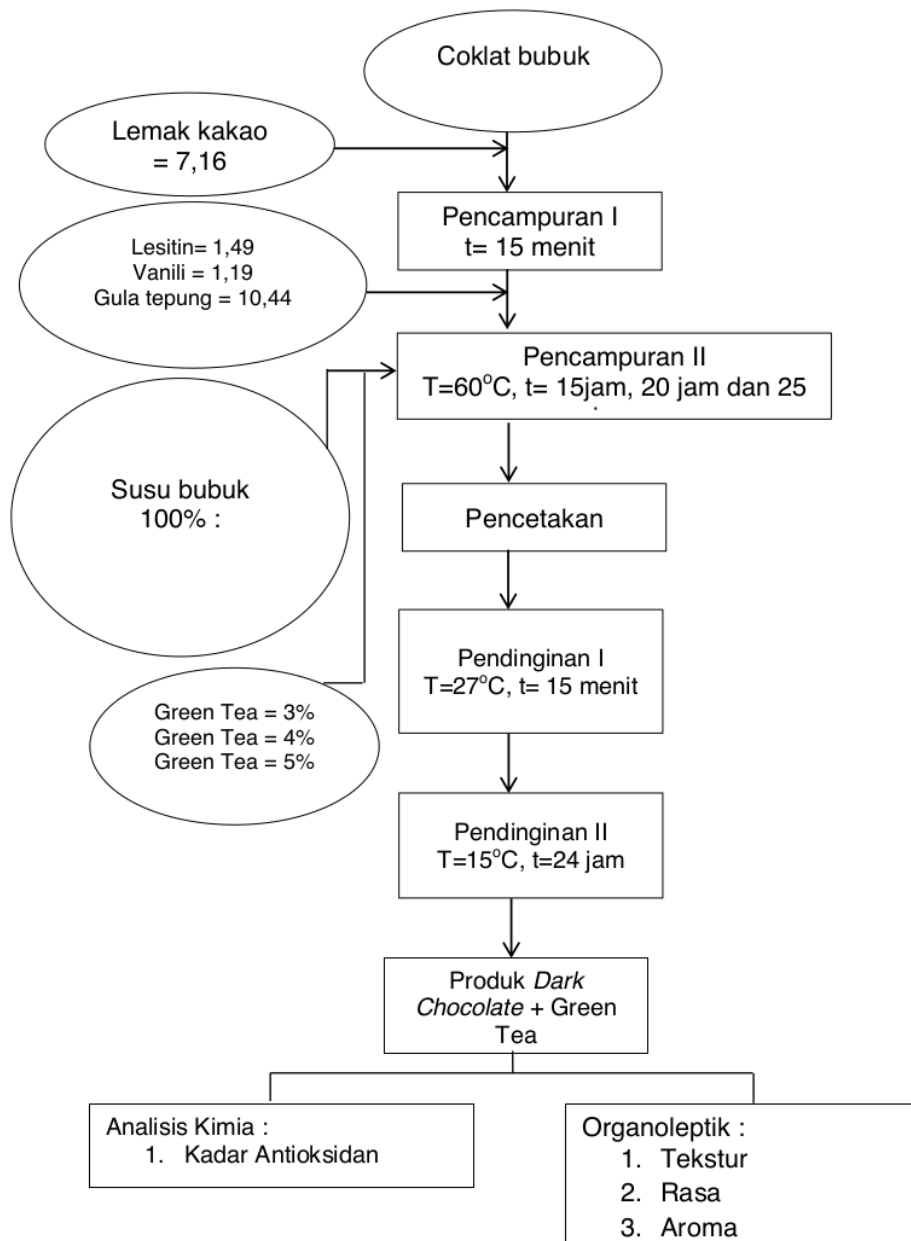 Coklat bubuk
Lemak kakao
= 7,16
Pencampuran I
t= 15 menit
Lesitin= 1,49
Vanili = 1,19
Gula tepung = 10,44
Pencampuran II
T=60°C, t= 15jam, 20 jam dan 25
Susu bubuk
100% :
Pencetakan
Pendinginan I
T=27°C, t= 15 menit
Green Tea = 3%
Green Tea = 4%
Green Tea = 5%
Pendinginan II
T=15°C, t=24 jam
Produk Dark
Chocolate + Green
Tea
Analisis Kimia :
1. Kadar Antioksidan
Organoleptik :
1. Tekstur
2. Rasa
3. Aroma